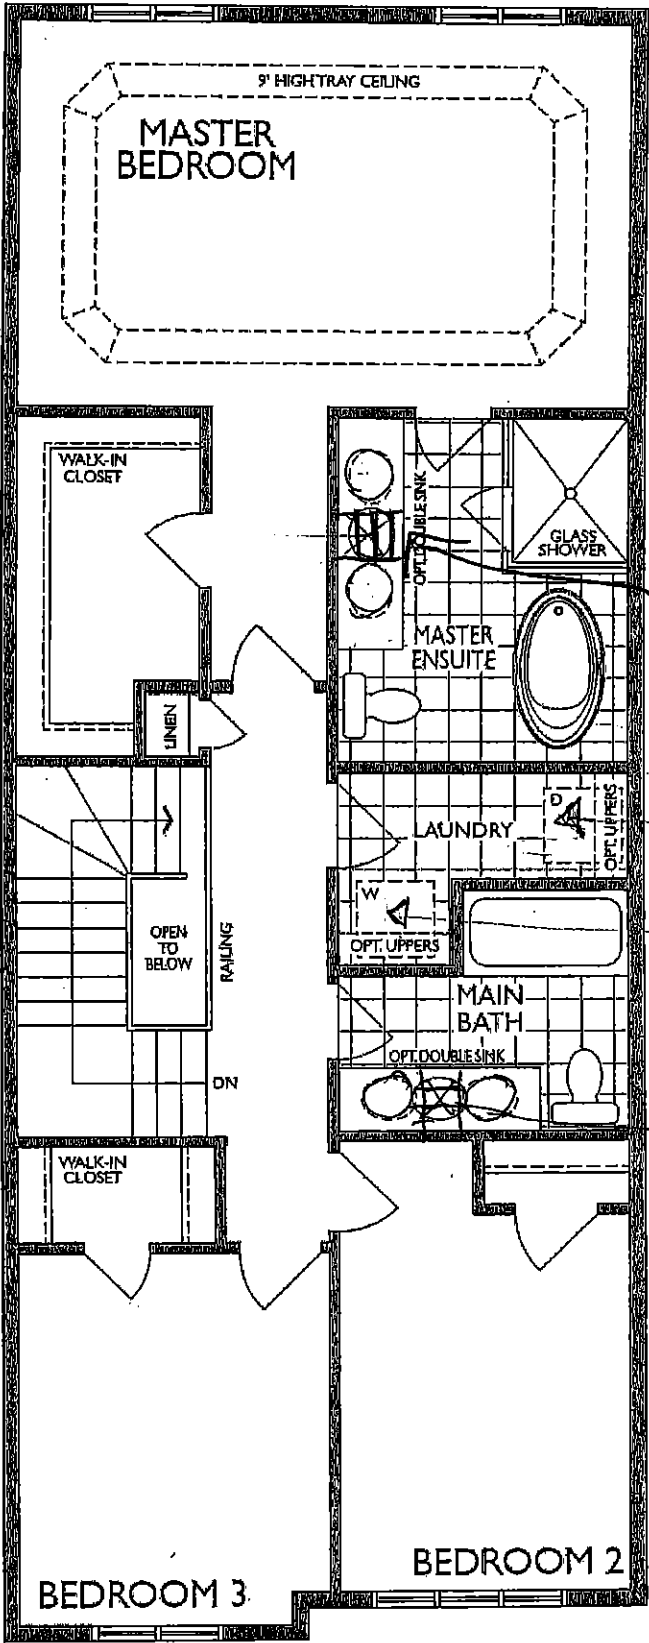 9' HIGH TRAY CEILING
MASTER
BEDROOM
WALK-IN
CLOSET
OPT. DOUBLE SINK
GLASS
SHOWER
MASTER
ENSUITE
LINEN
LAUNDRY
D
OPT. UPPERS
W
OPT. UPPERS
OPEN
TO
BELOW
RAILING
MAIN
BATH
OPT. DOUBLE SINK
DN
WALK-IN
CLOSET
BEDROOM 2
BEDROOM 3